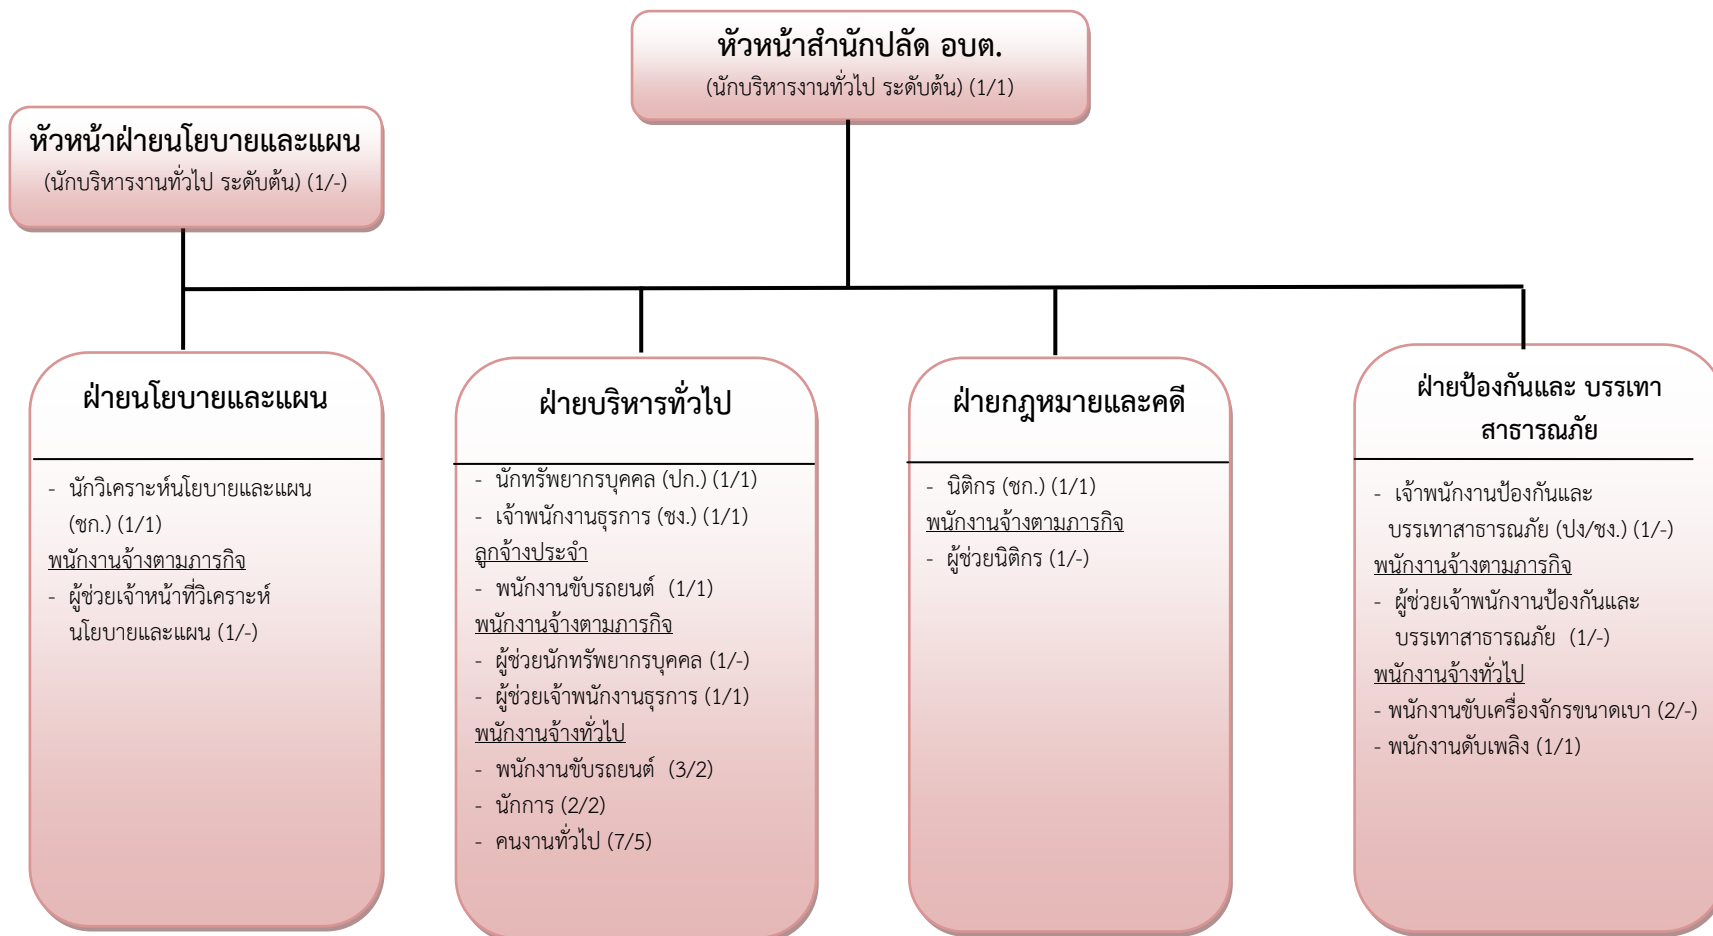 หัวหน้าสำนักปลัด อบต.
(นักบริหารงานทั่วไป ระดับต้น) (1/1)
หัวหน้าฝ่ายนโยบายและแผน
(นักบริหารงานทั่วไป ระดับต้น) (1/-)
ฝ่ายนโยบายและแผน
- นักวิเคราะห์นโยบายและแผน
(ชก.) (1/1)
พนักงานจ้างตามภารกิจ
- ผู้ช่วยเจ้าหน้าที่วิเคราะห์
นโยบายและแผน (1/-)
ฝ่ายบริหารทั่วไป
- นักทรัพยากรบุคคล (ปก.) (1/1)
- เจ้าพนักงานธุรการ (ชง.) (1/1)
ลูกจ้างประจำ
- พนักงานขับรถยนต์ (1/1)
พนักงานจ้างตามภารกิจ
- ผู้ช่วยนักทรัพยากรบุคคล (1/-)
- ผู้ช่วยเจ้าพนักงานธุรการ (1/1)
พนักงานจ้างทั่วไป
- พนักงานขับรถยนต์ (3/2)
- นักการ (2/2)
- คนงานทั่วไป (7/5)
ฝ่ายกฎหมายและคดี
- นิติกร (ชก.) (1/1)
พนักงานจ้างตามภารกิจ
- ผู้ช่วยนิติกร (1/-)
ฝ่ายป้องกันและ บรรเทา
สาธารณภัย
- เจ้าพนักงานป้องกันและ
บรรเทาสาธารณภัย (ปง/ชง.) (1/-)
พนักงานจ้างตามภารกิจ
- ผู้ช่วยเจ้าพนักงานป้องกันและ
บรรเทาสาธารณภัย (1/-)
พนักงานจ้างทั่วไป
- พนักงานขับเครื่องจักรขนาดเบา (2/-)
- พนักงานดับเพลิง (1/1)